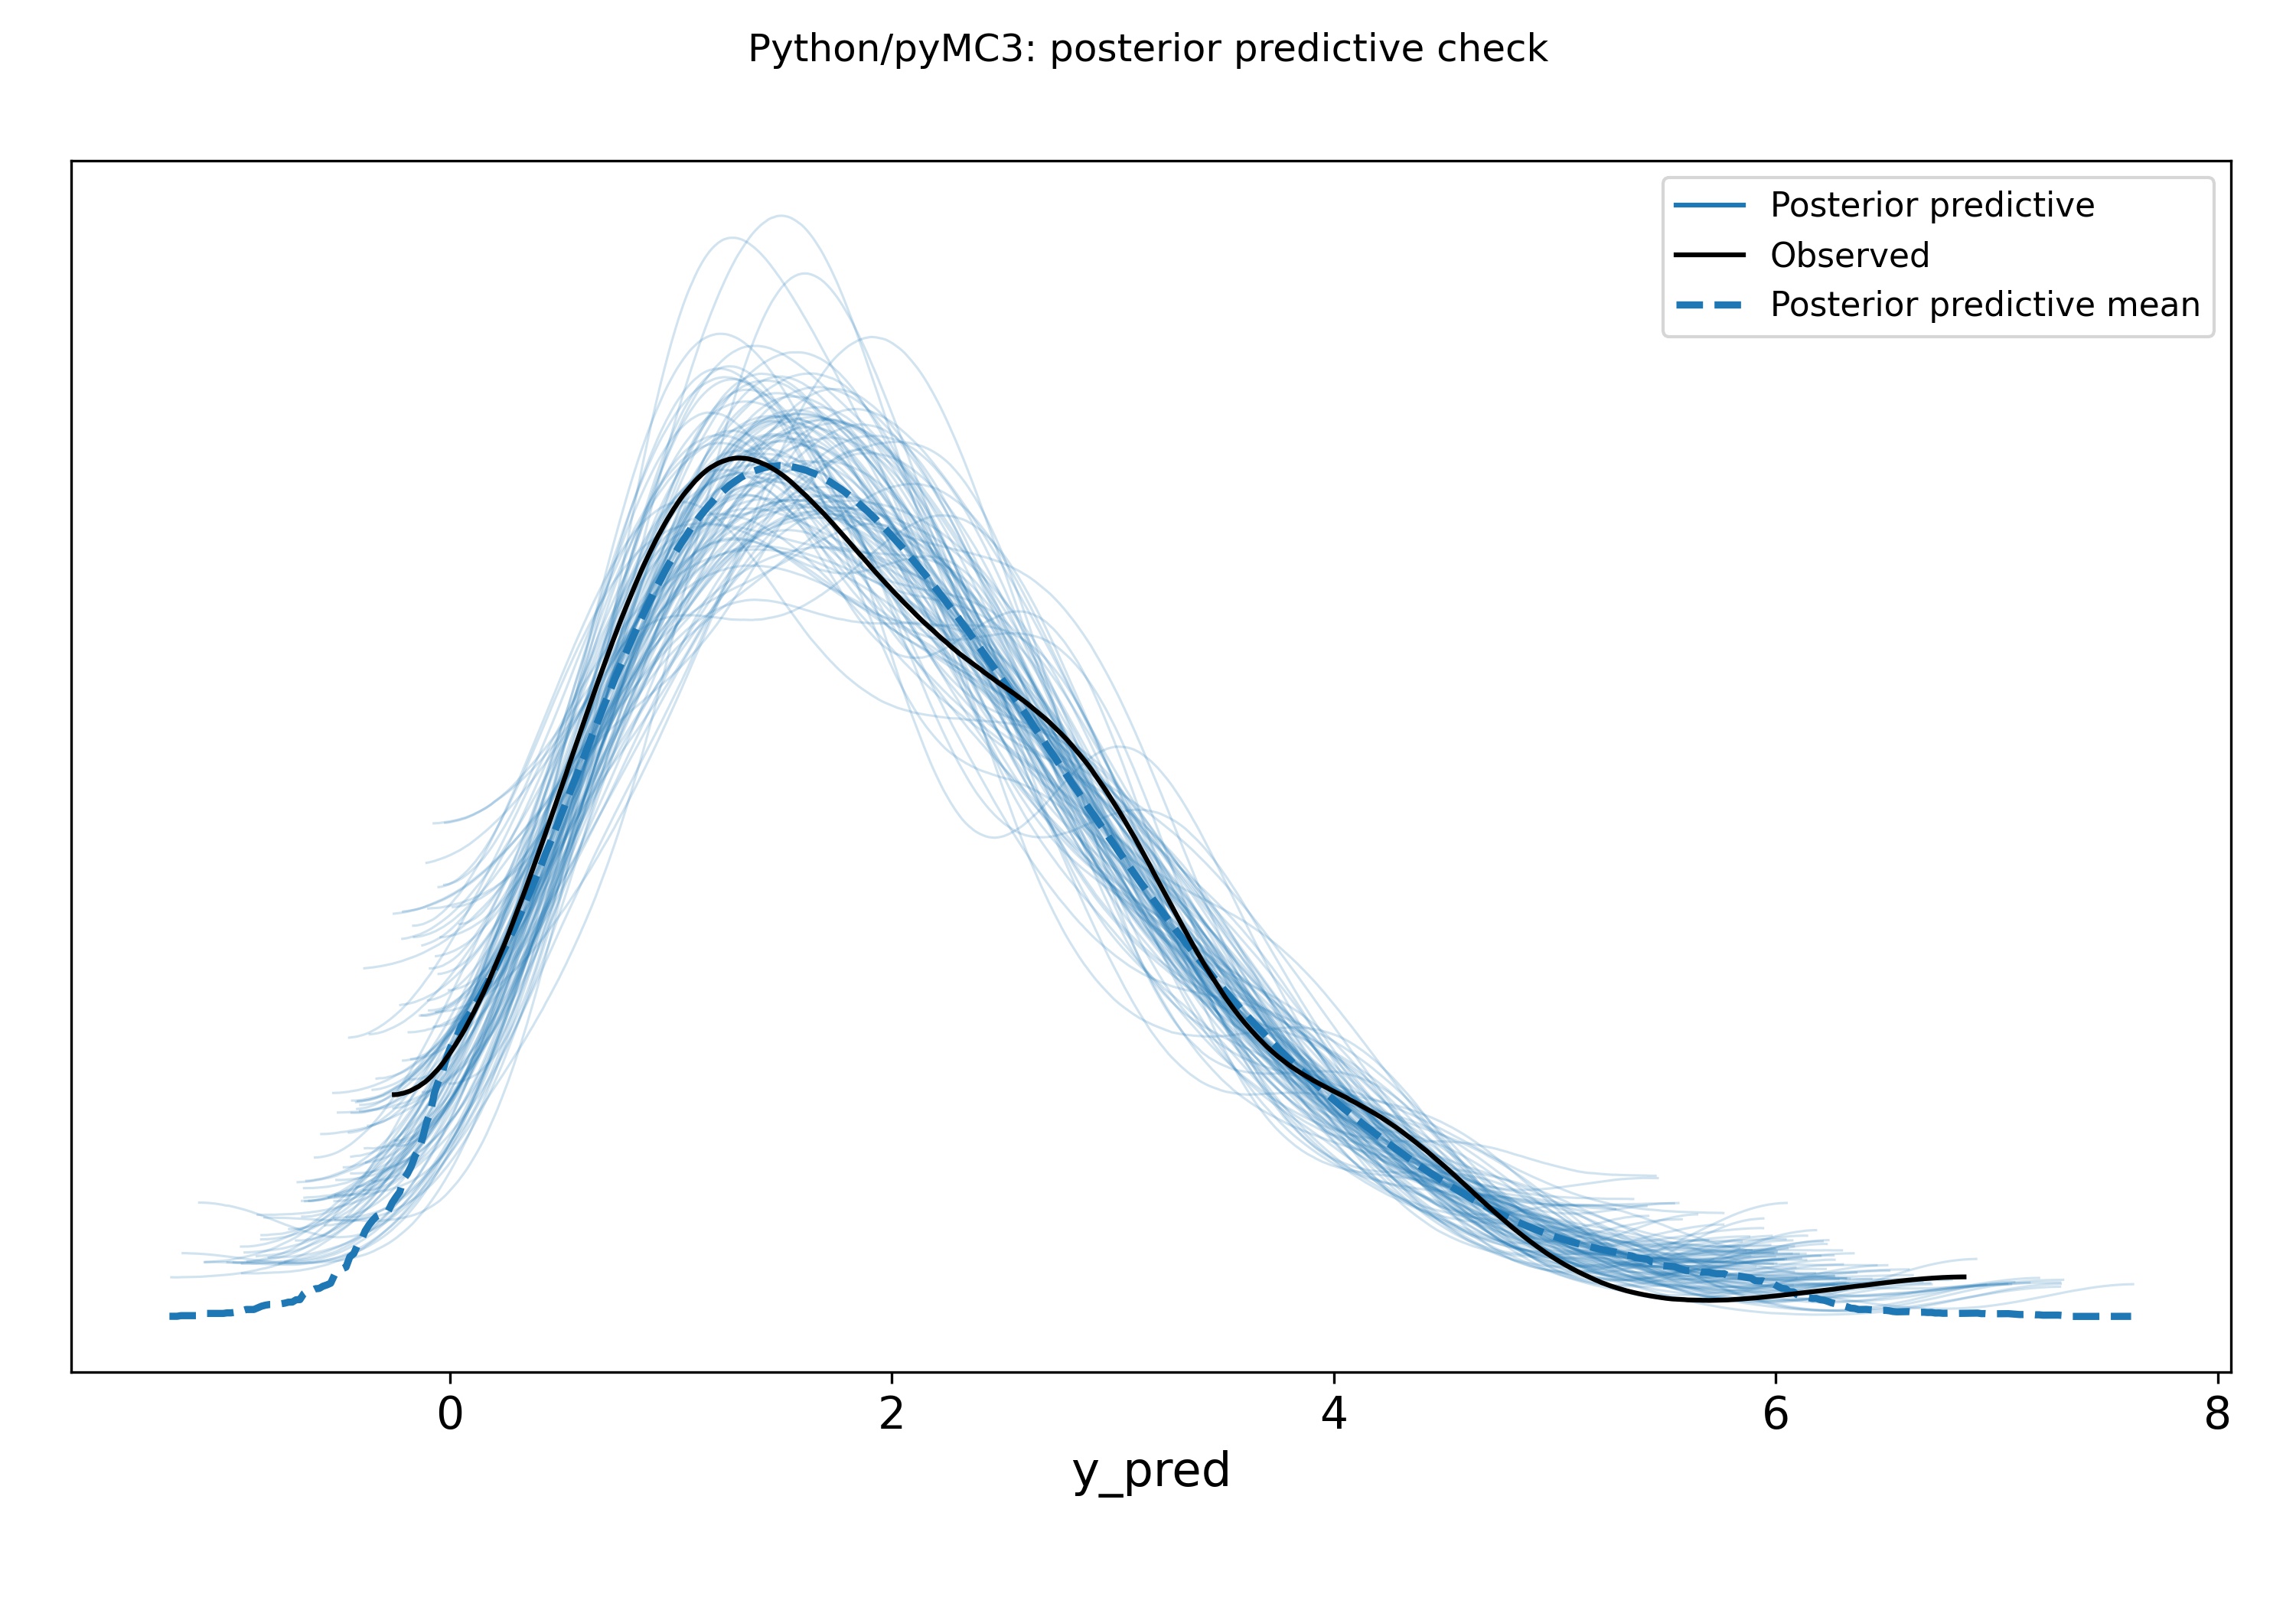 Python/pyMC3: posterior predictive check
Posterior predictive
Observed
Posterior predictive mean
0 2 4 6 8
y_pred